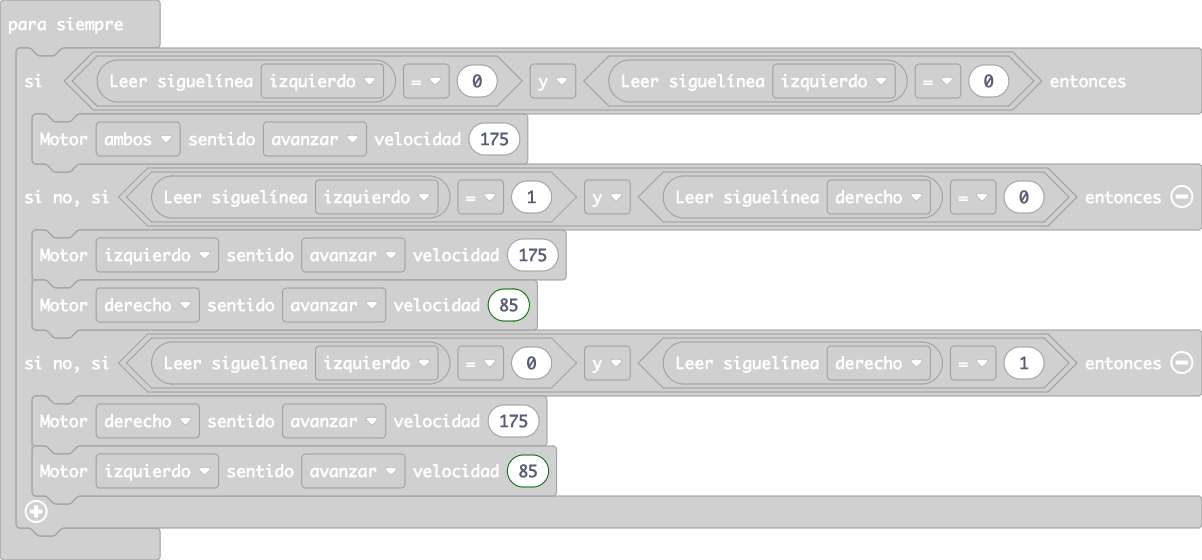 para siempre
si Leer siguelínea izquierdo = 0 y Leer siguelínea izquierdo = 0 entonces
Motor ambos sentido avanzar velocidad 175
si no, si Leer siguelínea izquierdo = 1 y Leer siguelínea derecho = 0 entonces
Motor izquierdo sentido avanzar velocidad 175
Motor derecho sentido avanzar velocidad 85
si no, si Leer siguelínea izquierdo = 0 y Leer siguelínea derecho = 1 entonces
Motor derecho sentido avanzar velocidad 175
Motor izquierdo sentido avanzar velocidad 85